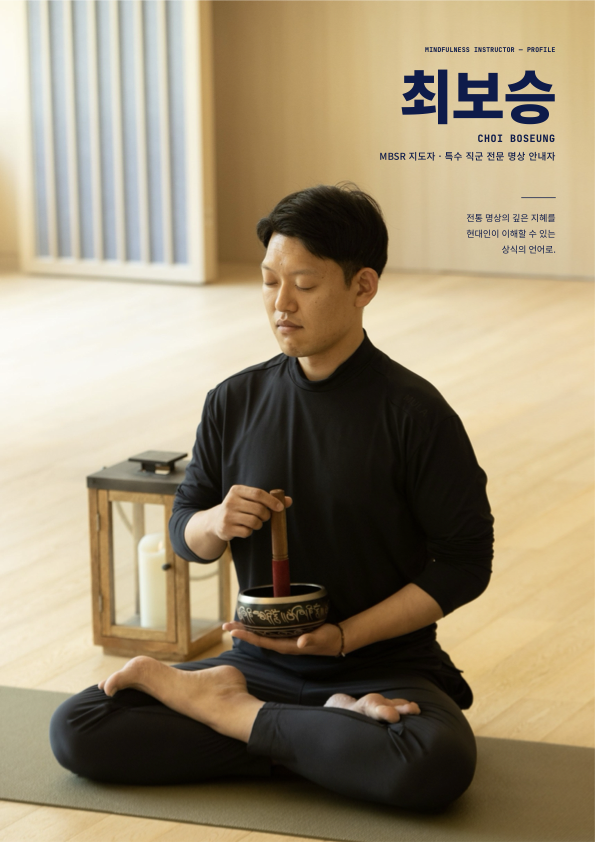 MINDFULNESS INSTRUCTOR — PROFILE
최보승
CHOI BOSEUNG
MBSR 지도자 · 특수 직군 전문 명상 안내자
전통 명상의 깊은 지혜를
현대인이 이해할 수 있는
상식의 언어로.